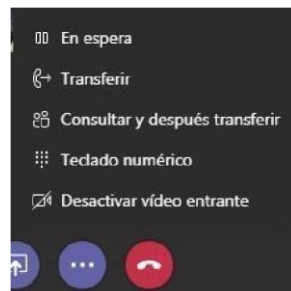 En espera
Transferir
Consultar y después transferir
Teclado numérico
Desactivar vídeo entrante